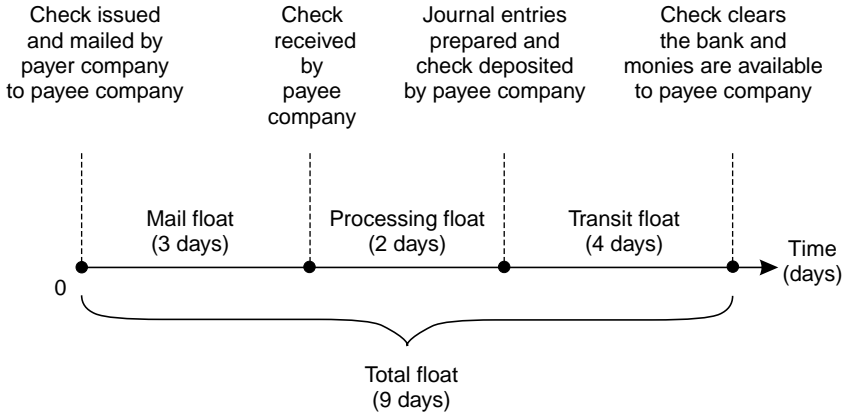 Check issued
and mailed by
payer company
to payee company
Check
received
by
payee
company
Journal entries
prepared and
check deposited
by payee company
Check clears
the bank and
monies are available
to payee company
Mail float
(3 days)
Processing float
(2 days)
Transit float
(4 days)
Time
(days)
0
Total float
(9 days)